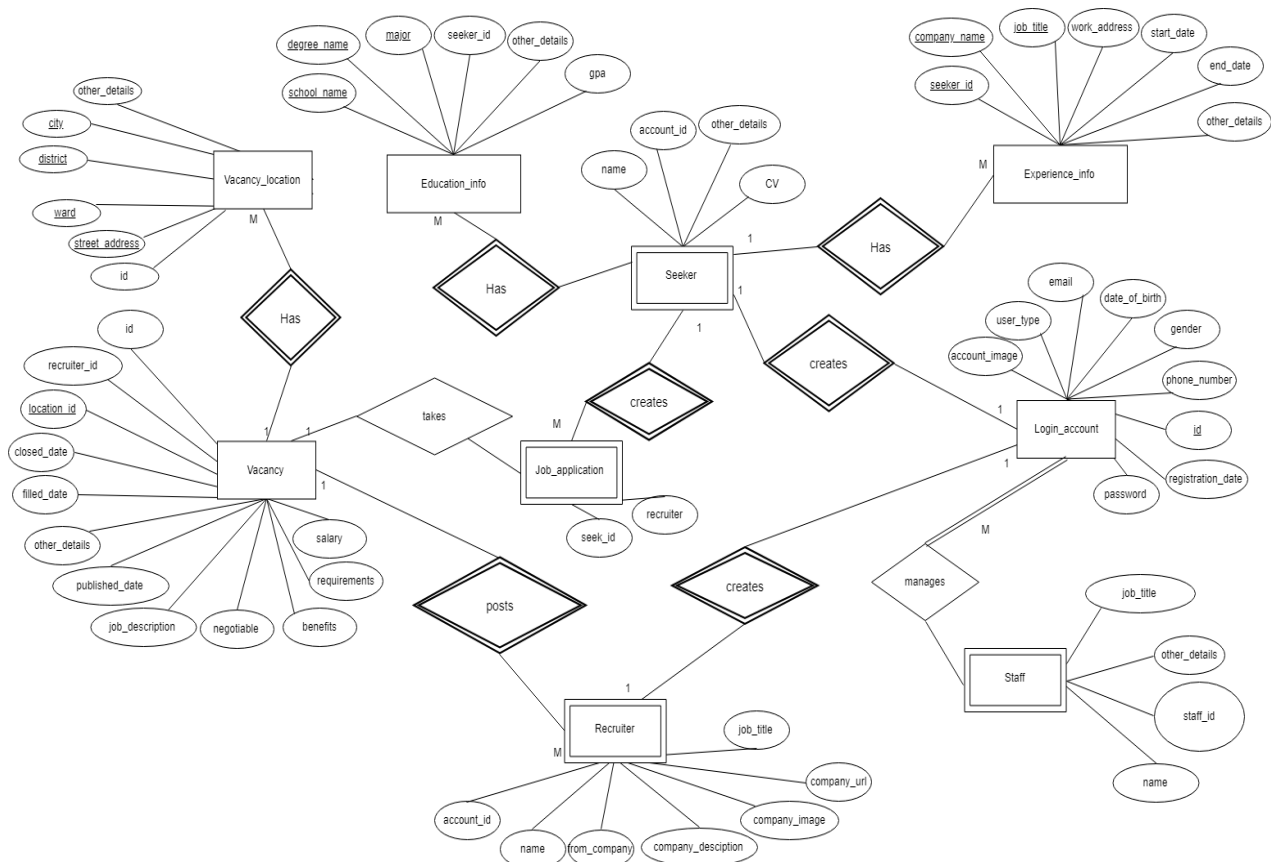 degree_name
major
seeker_id
other_details
gpa
school_name
Education_info
M
company_name
job_title
work_address
start_date
end_date
other_details
seeker_id
Experience_info
M
other_details
city
district
ward
street_address
id
Vacancy_location
M
Has
name
account_id
other_details
CV
Seeker
1
1
1
Has
Has
creates
creates
email
date_of_birth
user_type
gender
account_image
phone_number
id
registration_date
password
Login_account
1
1
M
id
recruiter_id
location_id
closed_date
filled_date
other_details
published_date
job_description
negotiable
benefits
requirements
salary
Vacancy
1
1
1
takes
M
Job_application
recruiter
seek_id
posts
creates
manages
job_title
other_details
staff_id
name
Staff
1
Recruiter
M
job_title
company_url
company_image
company_desciption
from_company
name
account_id